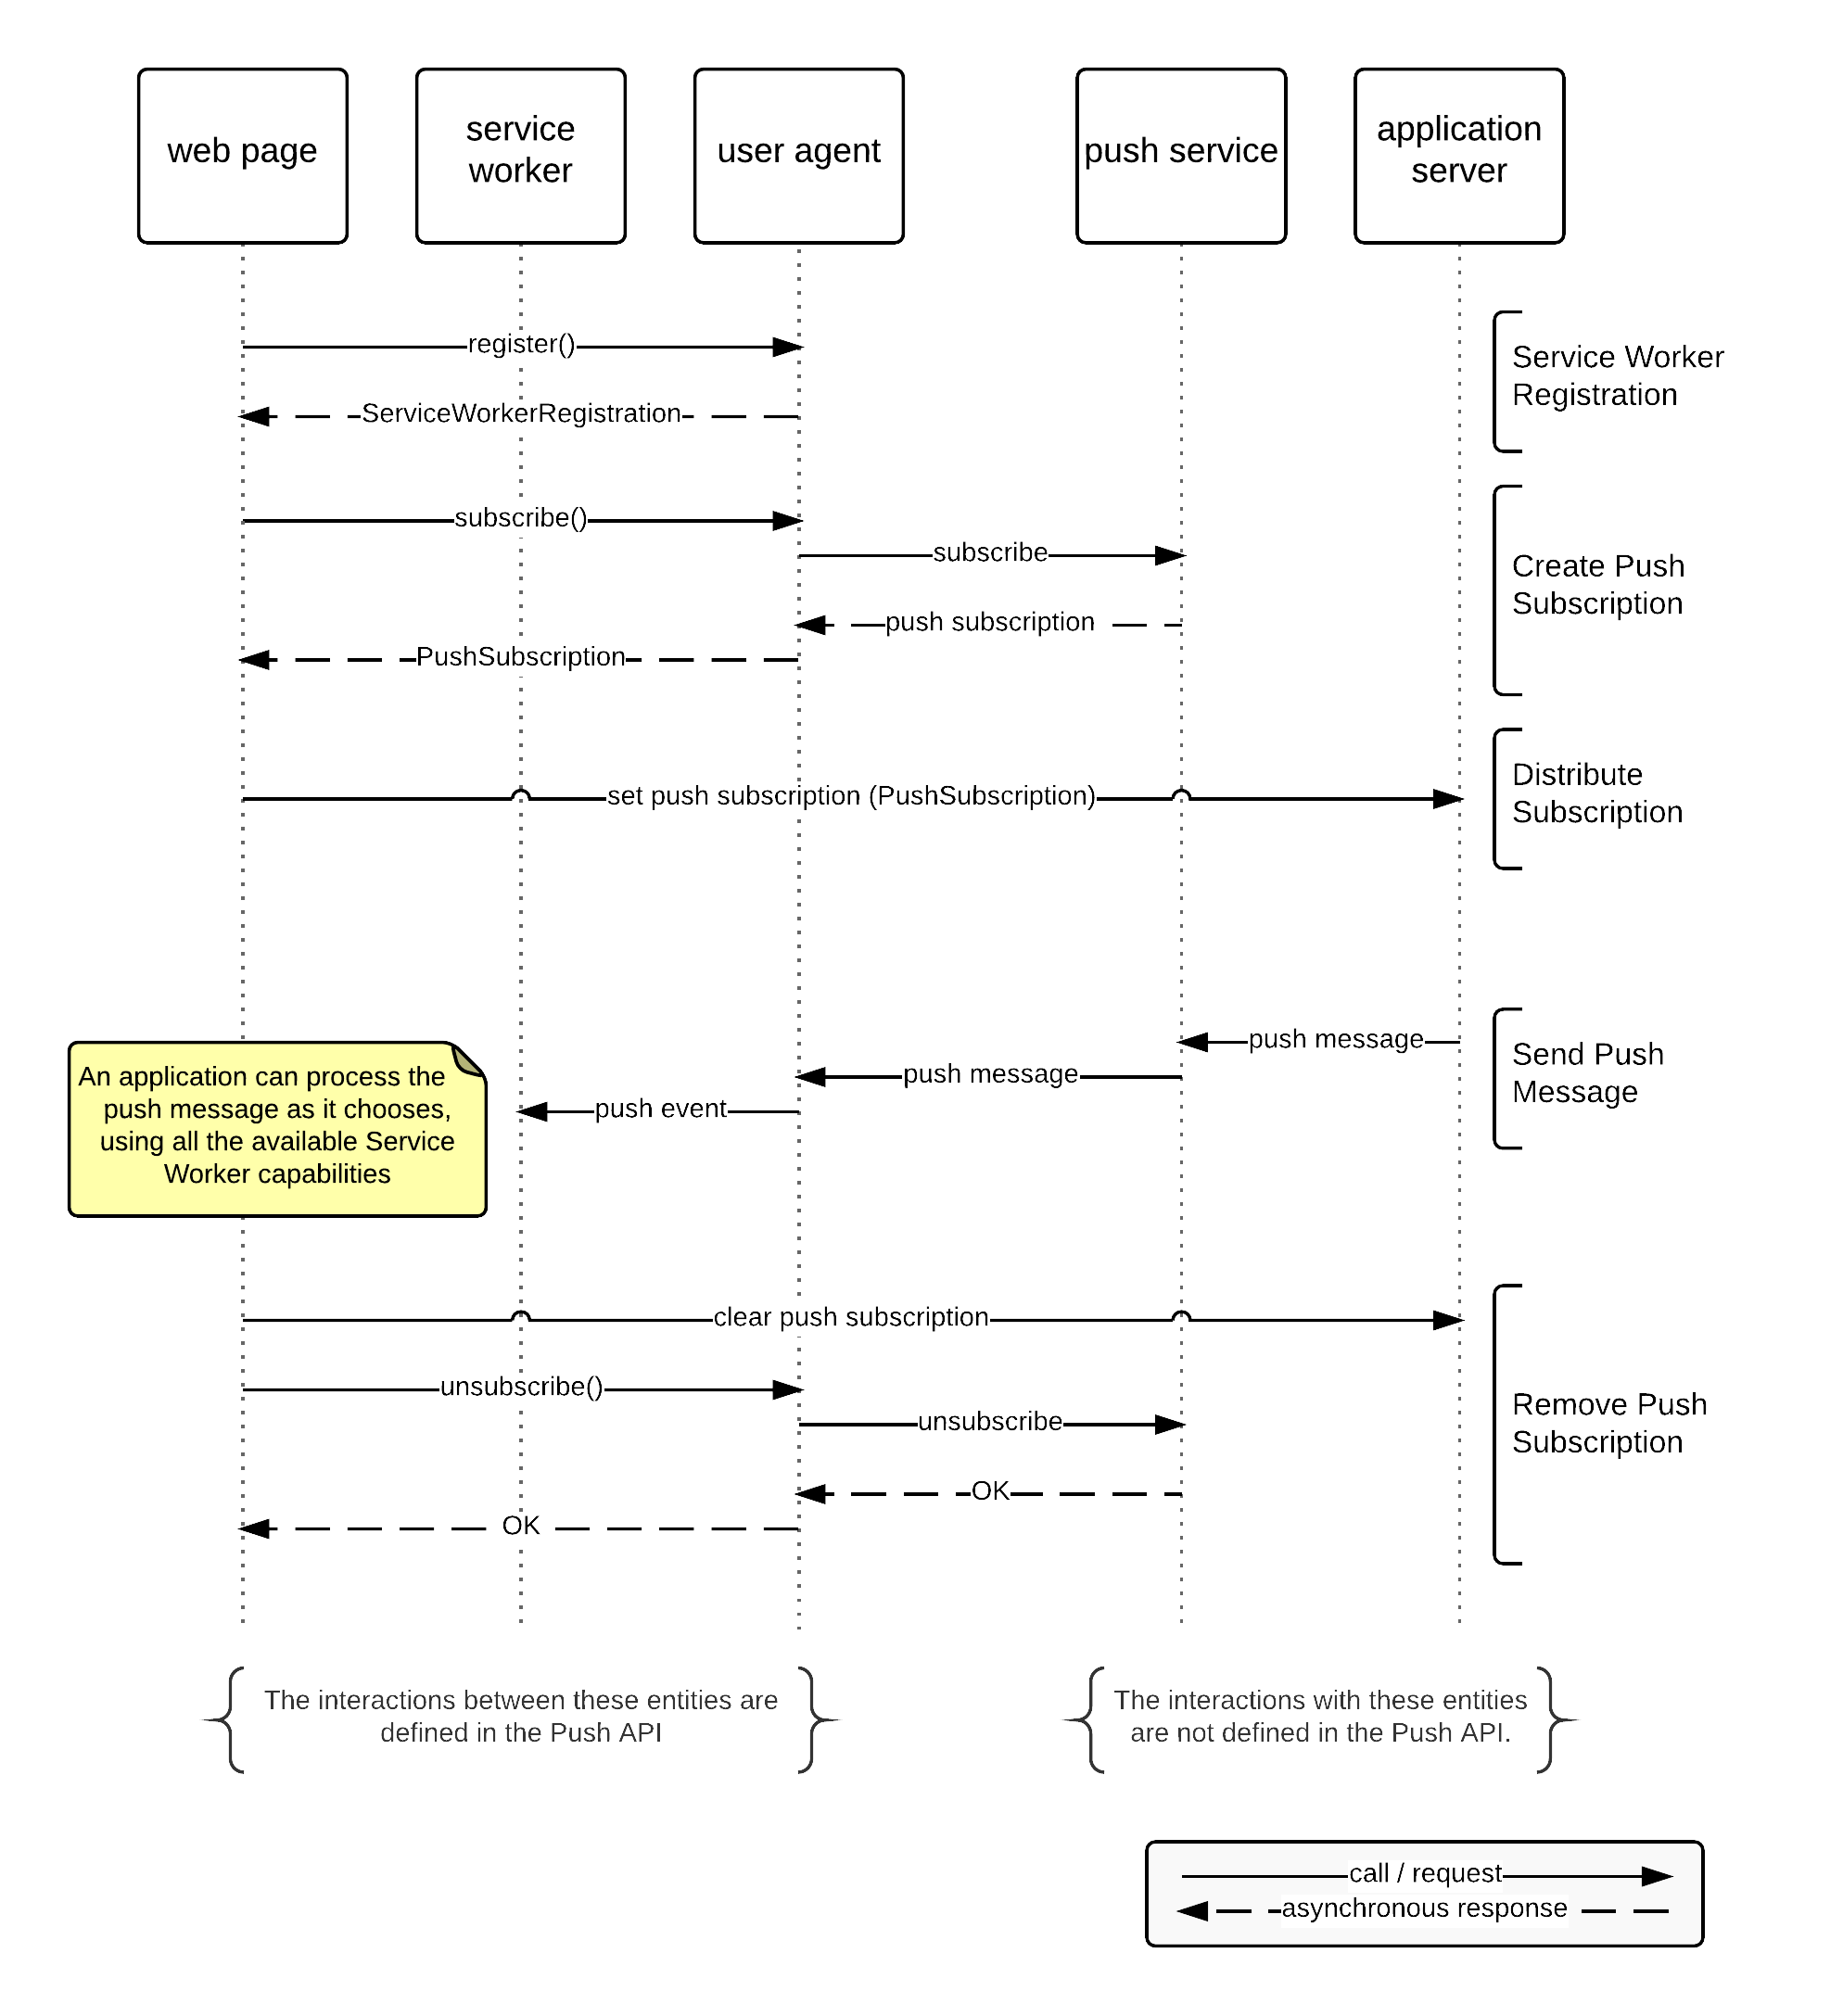 web page
service
worker
user agent
push service
application
server
register()
Service Worker
Registration
ServiceWorkerRegistration
subscribe()
subscribe
Create Push
Subscription
push subscription
PushSubscription
Distribute
Subscription
set push subscription (PushSubscription)
push message
Send Push
Message
push message
push event
An application can process the
push message as it chooses,
using all the available Service
Worker capabilities
clear push subscription
unsubscribe()
unsubscribe
Remove Push
Subscription
OK
OK
The interactions between these entities are
defined in the Push API
The interactions with these entities
are not defined in the Push API.
call / request
asynchronous response